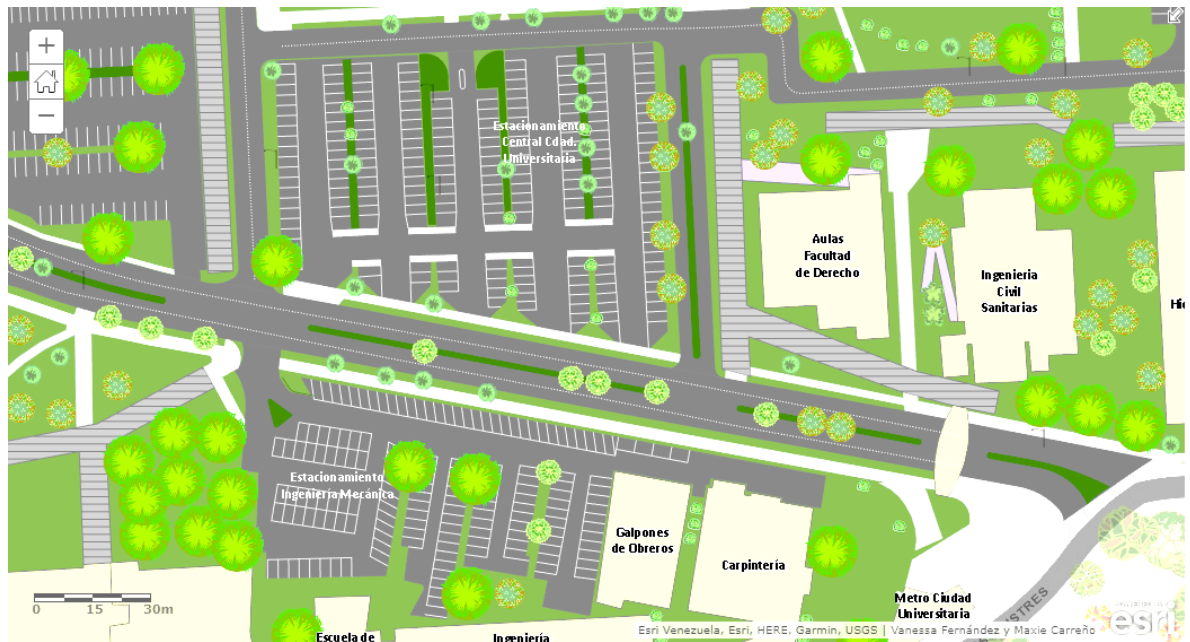 +
−
Estacionamiento
Central Cdad.
Universitaria
Aulas
Facultad
de Derecho
Ingenieria
Civil
Sanitarias
Estacionamiento
Ingeniería Mecánica
Galpones
de Obreros
Carpintería
Metro Ciudad
Universitaria
0 15 30m
Escuela de
Ingeniería
esri
Esri Venezuela, Esri, HERE, Garmin, USGS | Vanessa Fernández y Maxie Carreño